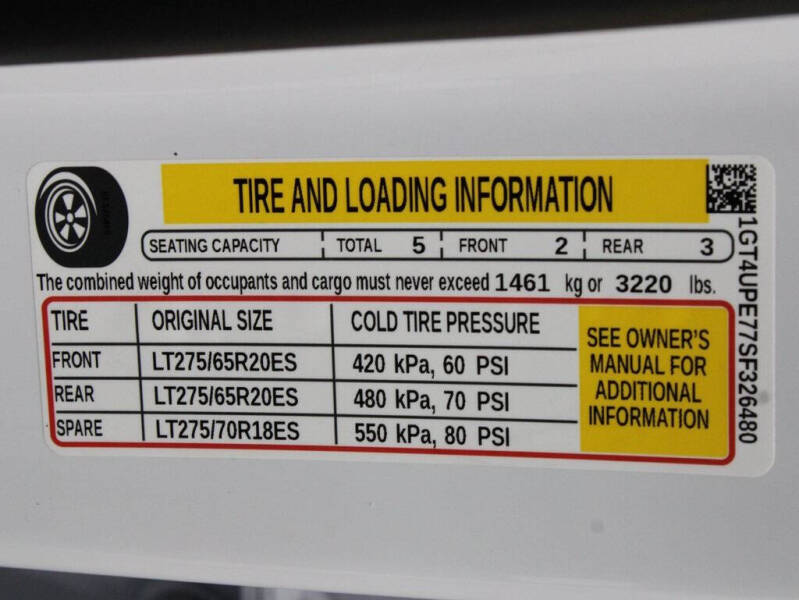 TIRE AND LOADING INFORMATION
SEATING CAPACITY TOTAL 5 FRONT 2 REAR 3
The combined weight of occupants and cargo must never exceed 1461 kg or 3220 lbs.
TIRE ORIGINAL SIZE COLD TIRE PRESSURE
FRONT LT275/65R20ES 420 kPa, 60 PSI
REAR LT275/65R20ES 480 kPa, 70 PSI
SPARE LT275/70R18ES 550 kPa, 80 PSI
SEE OWNER'S
MANUAL FOR
ADDITIONAL
INFORMATION
1GT4UPE77SF326480